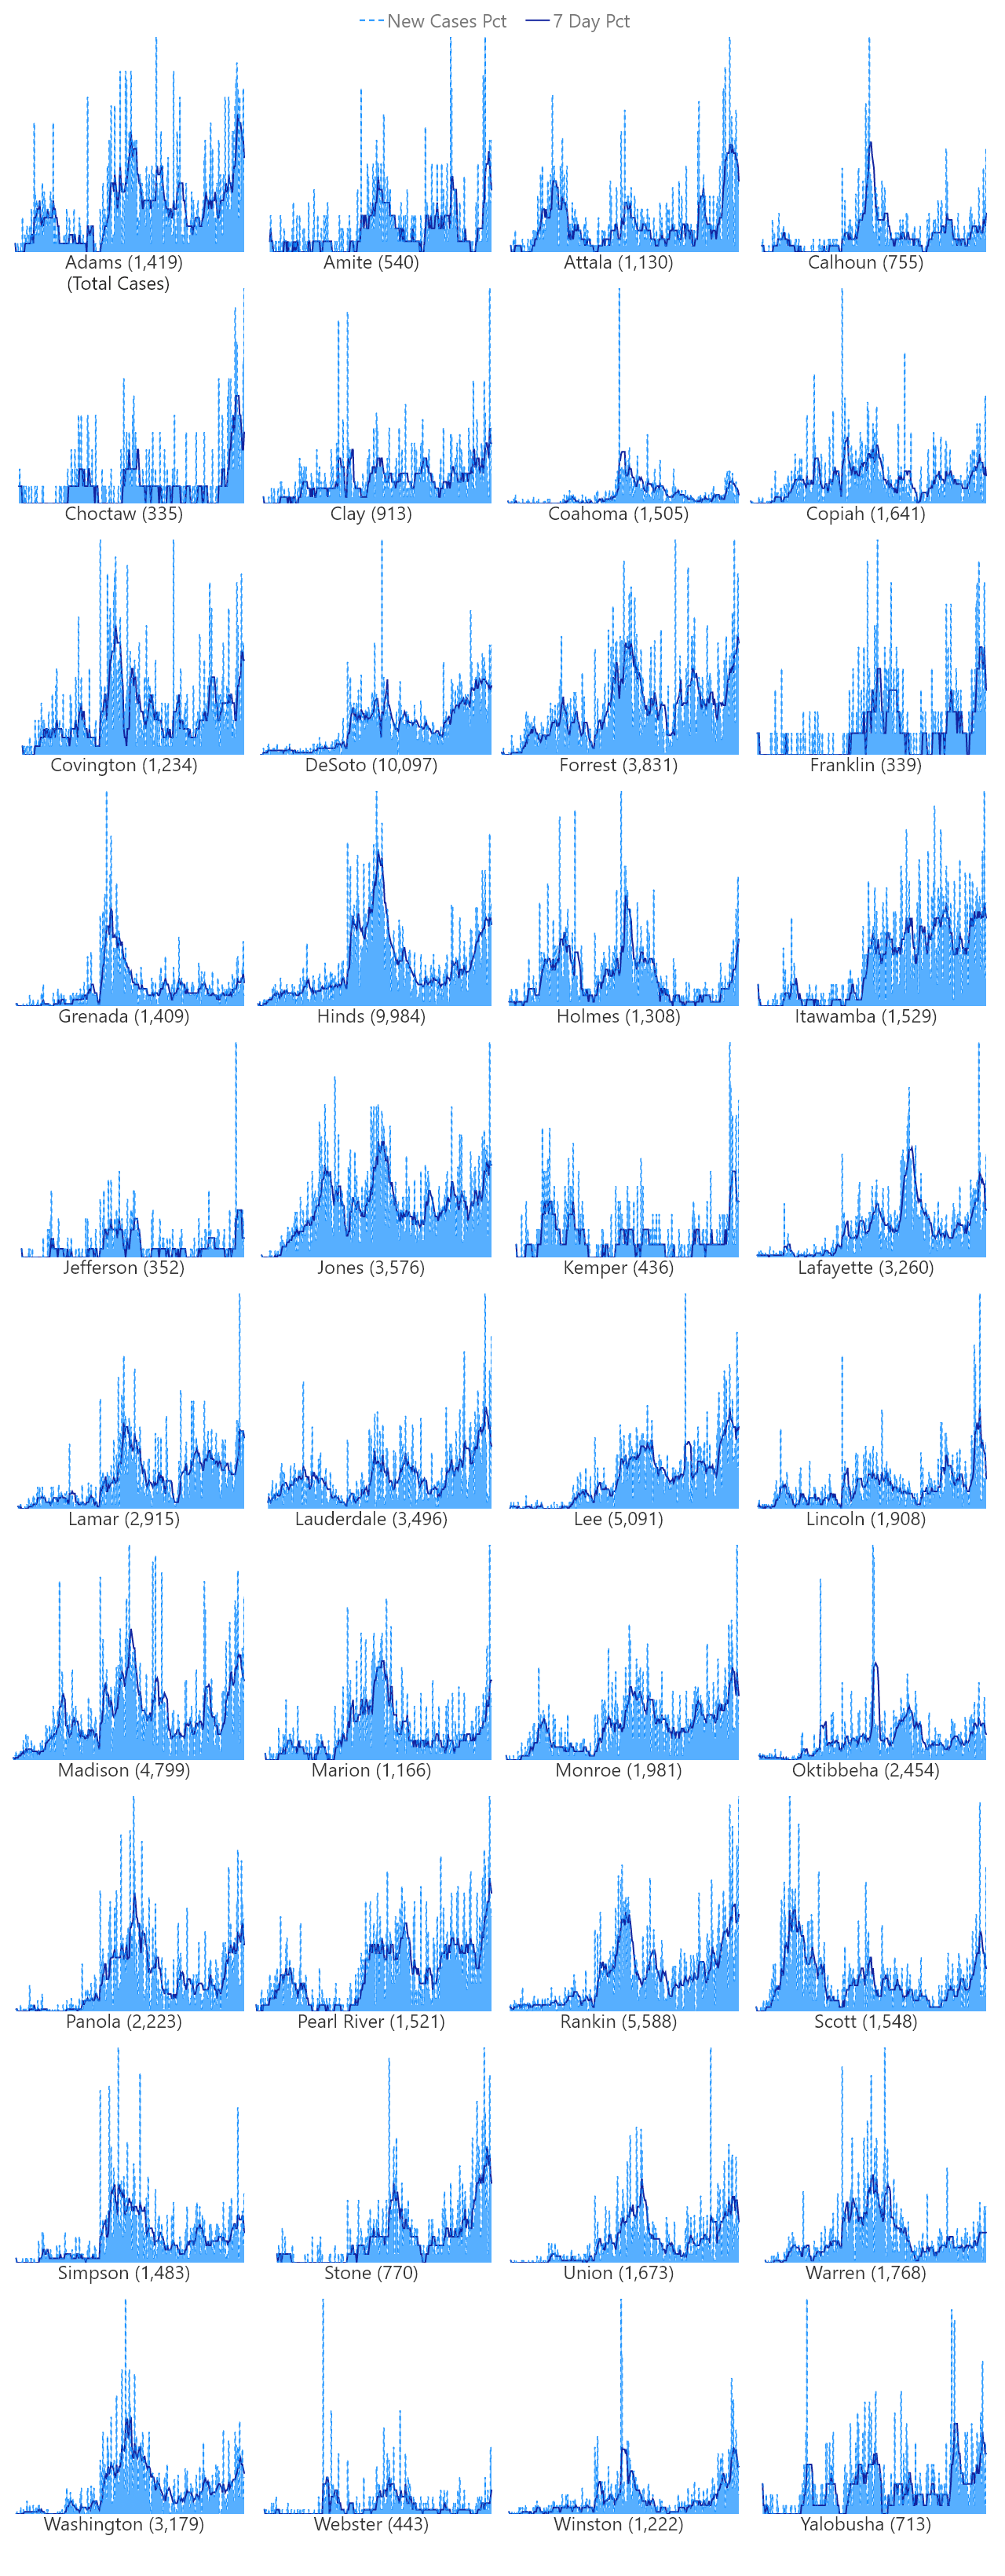 New Cases Pct 7 Day Pct
Adams (1,419) Amite (540) Attala (1,130) Calhoun (755)
(Total Cases)
Choctaw (335) Clay (913) Coahoma (1,505) Copiah (1,641)
Covington (1,234) DeSoto (10,097) Forrest (3,831) Franklin (339)
Grenada (1,409) Hinds (9,984) Holmes (1,308) Itawamba (1,529)
Jefferson (352) Jones (3,576) Kemper (436) Lafayette (3,260)
Lamar (2,915) Lauderdale (3,496) Lee (5,091) Lincoln (1,908)
Madison (4,799) Marion (1,166) Monroe (1,981) Oktibbeha (2,454)
Panola (2,223) Pearl River (1,521) Rankin (5,588) Scott (1,548)
Simpson (1,483) Stone (770) Union (1,673) Warren (1,768)
Washington (3,179) Webster (443) Winston (1,222) Yalobusha (713)